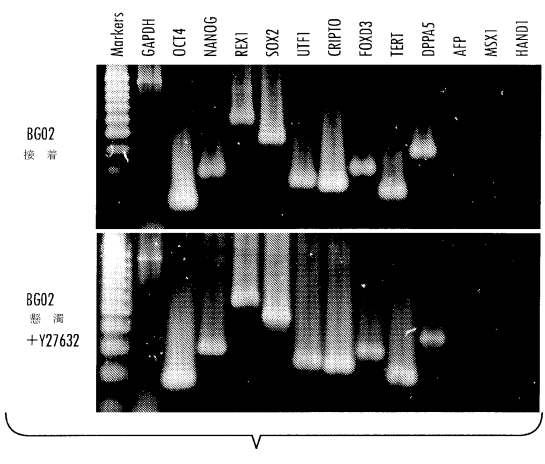 Markers
GAPDH
OCT4
NANOG
REX1
SOX2
UTF1
CRIPTO
FOXD3
TERT
DPPA5
AFP
MSX1
HAND1
BG02
接 着
BG02
懸 濁
+Y27632